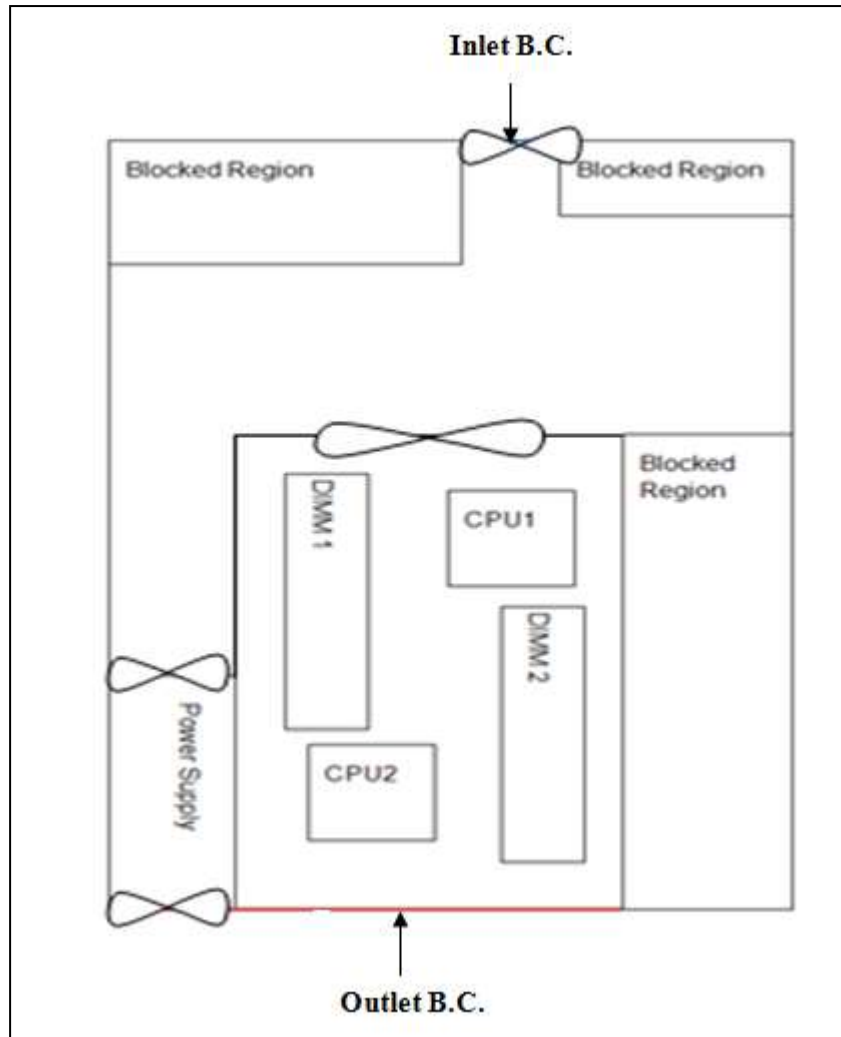 Inlet B.C.
Blocked Region
Blocked Region
Blocked
Region
DIMM 1
CPU1
DIMM 2
Power Supply
CPU2
Outlet B.C.